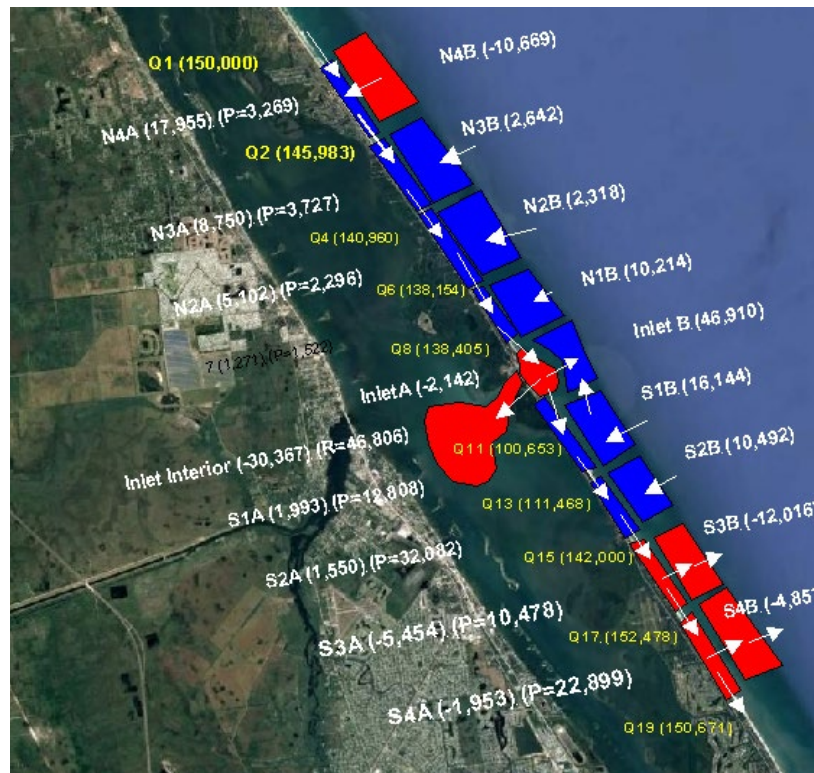 Q1 (150,000)
N4B. (-10,669)
N4A (17,955) (P=3,269)
N3B. (2,642)
Q2 (145,983)
N2B. (2,318)
N3A (8,750) (P=3,727)
Q4 (140,960)
N1B. (10,214)
N2A (5,102) (P=2,296)
Q6 (138,154)
Inlet B. (46,910)
Q8 (138,405)
7 (1,271) (P=1,522)
InletA (-2,142)
S1B. (16,144)
Inlet Interior (-30,367) (R=46,806)
Q11 (100,653)
S2B. (10,492)
S1A (1,993) (P=12,808)
Q13 (111,468)
S3B. (-12,016)
S2A (1,550) (P=32,082)
Q15 (142,000)
S4B. (-4,857
S3A (-5,454) (P=10,478)
Q17. (152,478)
S4A (-1,953) (P=22,899)
Q19 (150,671)